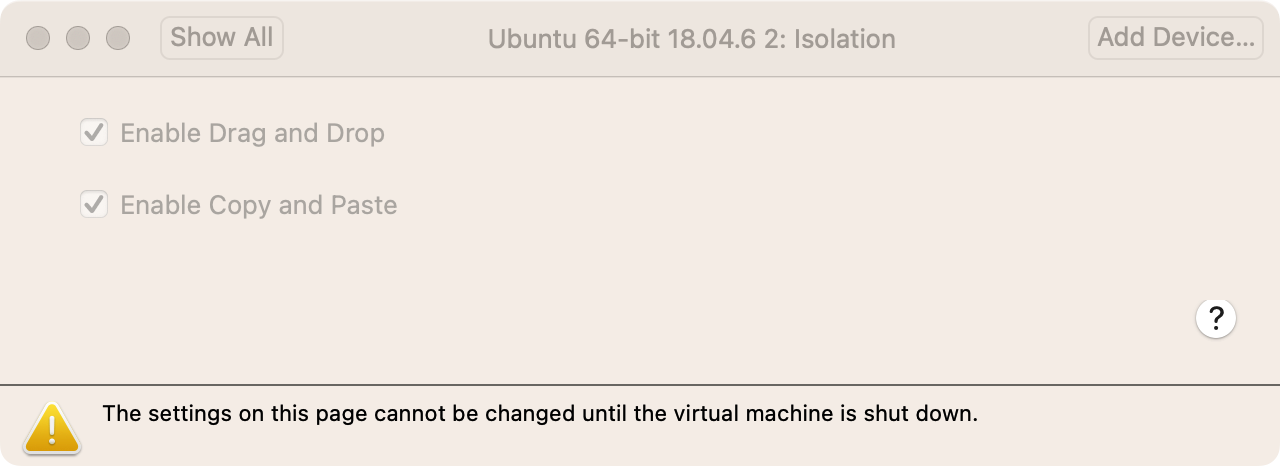 Show All
Ubuntu 64-bit 18.04.6 2: Isolation
Add Device...
Enable Drag and Drop
Enable Copy and Paste
?
The settings on this page cannot be changed until the virtual machine is shut down.